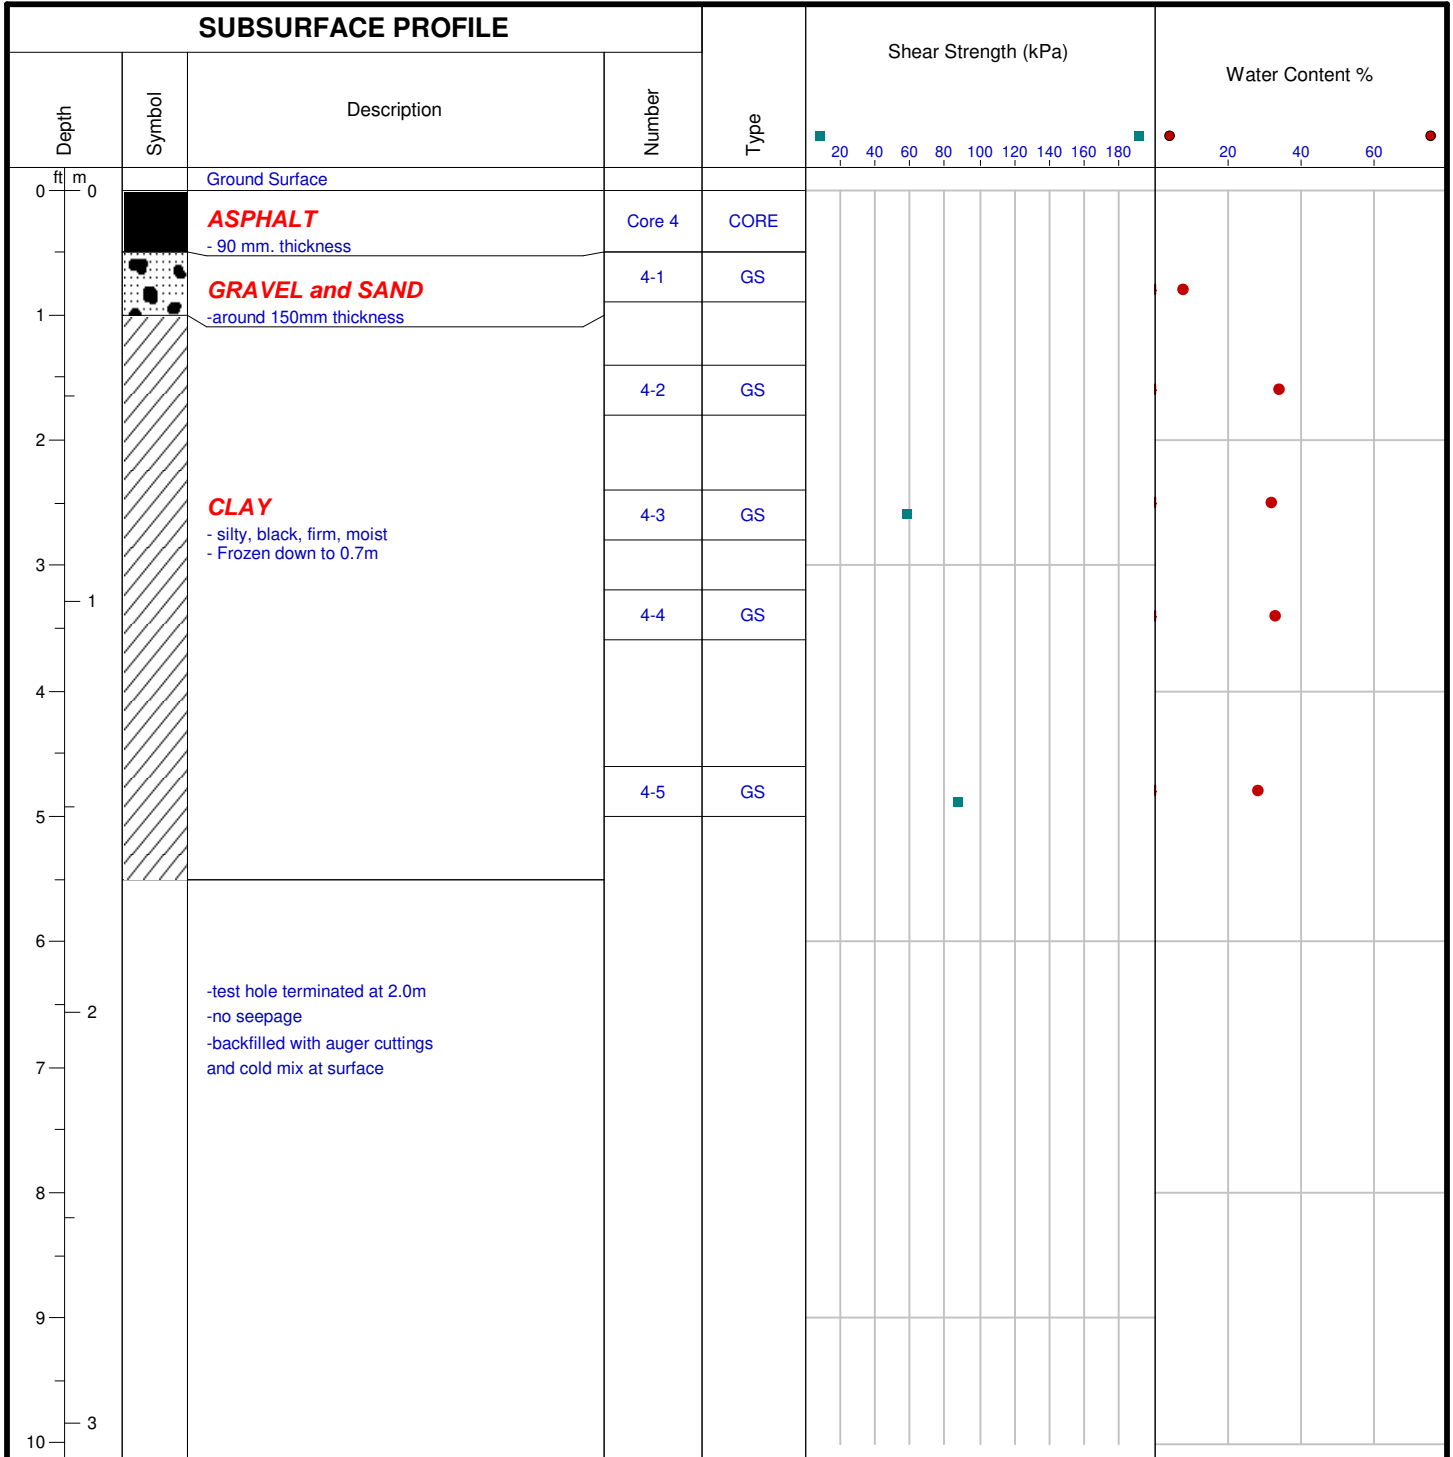 SUBSURFACE PROFILE
Depth
Symbol
Description
Number
Type
Shear Strength (kPa)
20 40 60 80 100 120 140 160 180
Water Content %
20 40 60
ft m
Ground Surface
0 0
ASPHALT
- 90 mm. thickness
Core 4 CORE
GRAVEL and SAND
-around 150mm thickness
4-1 GS
1
4-2 GS
2
CLAY
- silty, black, firm, moist
- Frozen down to 0.7m
4-3 GS
3
1
4-4 GS
4
4-5 GS
5
6
-test hole terminated at 2.0m
-no seepage
-backfilled with auger cuttings
and cold mix at surface
2
7
8
9
3
10